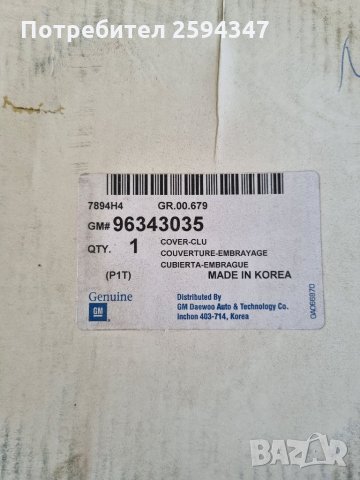 Потребител 2594347
7894H4 GR.00.679
GM# 96343035
QTY. 1 COVER-CLU
COUVERTURE-EMBRAYAGE
CUBIERTA-EMBRAGUE
(P1T) MADE IN KOREA
Genuine
GM
Distributed By
GM Daewoo Auto & Technology Co.
Inchon 403-714, Korea
0A066870
BAZAR